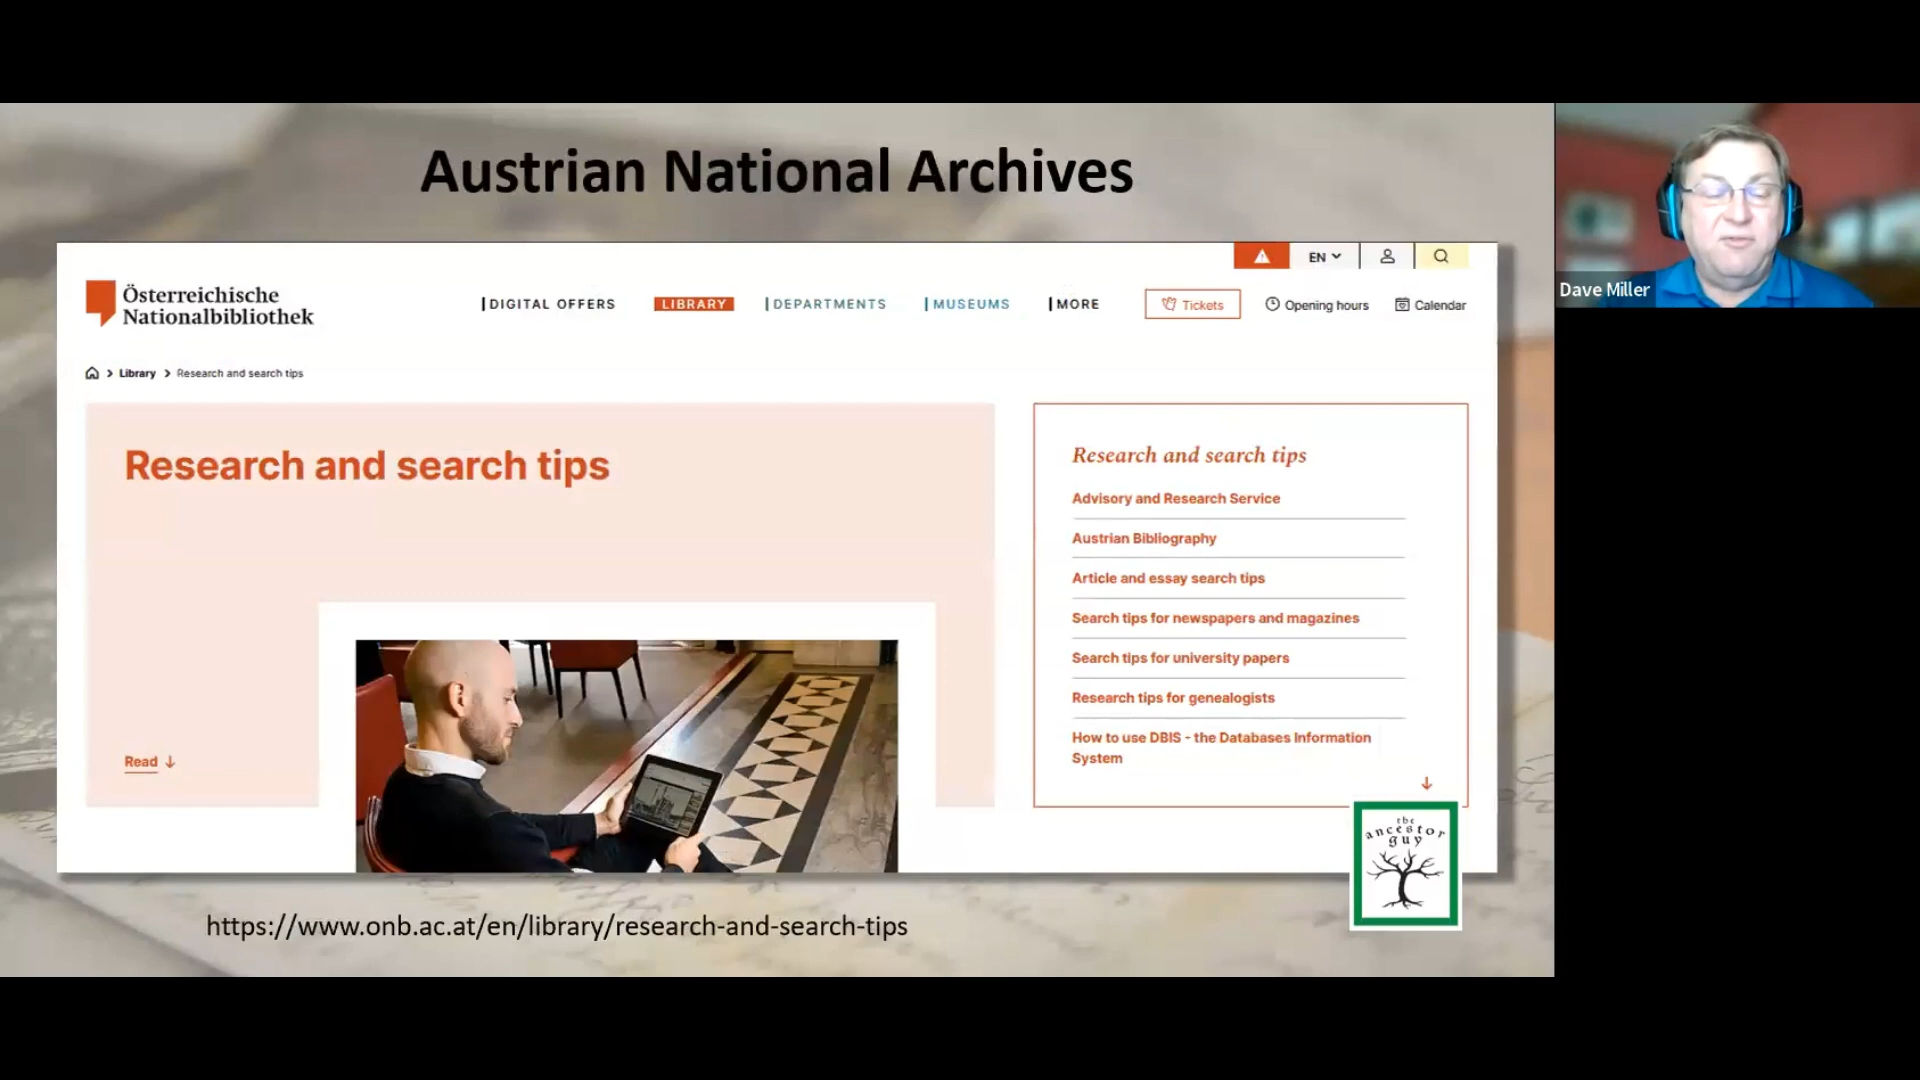 Austrian National Archives
EN
Österreichische
Nationalbibliothek
DIGITAL OFFERS
LIBRARY
DEPARTMENTS
MUSEUMS
MORE
Tickets
Opening hours
Calendar
Library
Research and search tips
Research and search tips
Read
Research and search tips
Advisory and Research Service
Austrian Bibliography
Article and essay search tips
Search tips for newspapers and magazines
Search tips for university papers
Research tips for genealogists
How to use DBIS - the Databases Information
System
the
ancestor
guy
https://www.onb.ac.at/en/library/research-and-search-tips
Dave Miller